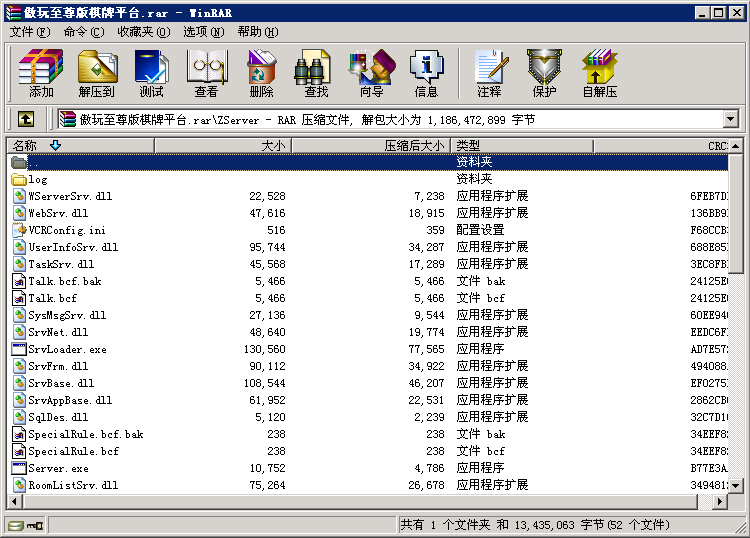 傲玩至尊版棋牌平台.rar - WinRAR
文件(F) 命令(C) 收藏夹(O) 选项(N) 帮助(H)
添加 解压到 测试 查看 删除 查找 向导 信息 注释 保护 自解压
傲玩至尊版棋牌平台.rar\ZServer - RAR 压缩文件, 解包大小为 1,186,472,899 字节
名称 大小 压缩后大小 类型 CRC
.. 资料夹
log 资料夹
WServerSrv.dll 22,528 7,238 应用程序扩展 6FEB7D
WebSrv.dll 47,616 18,915 应用程序扩展 136BB9
VCRConfig.ini 516 359 配置设置 F68CCB
UserInfoSrv.dll 95,744 34,287 应用程序扩展 688E85
TaskSrv.dll 45,568 17,289 应用程序扩展 3EC8FB
Talk.bcf.bak 5,466 5,466 文件 bak 24125E
Talk.bcf 5,466 5,466 文件 bcf 24125E
SysMsgSrv.dll 27,136 9,544 应用程序扩展 60EE94
SrvNet.dll 48,640 19,774 应用程序扩展 EEDC6F
SrvLoader.exe 130,560 77,565 应用程序 AD7E57
SrvFrm.dll 90,112 34,922 应用程序扩展 494088
SrvBase.dll 108,544 46,207 应用程序扩展 EF0275
SrvAppBase.dll 61,952 22,531 应用程序扩展 2862CB
SqlDes.dll 5,120 2,239 应用程序扩展 32C7D1
SpecialRule.bcf.bak 238 238 文件 bak 34EEF8
SpecialRule.bcf 238 238 文件 bcf 34EEF8
Server.exe 10,752 4,786 应用程序 B77E3A
RoomListSrv.dll 75,264 26,678 应用程序扩展 349481
共有 1 个文件夹 和 13,435,063 字节(52 个文件)